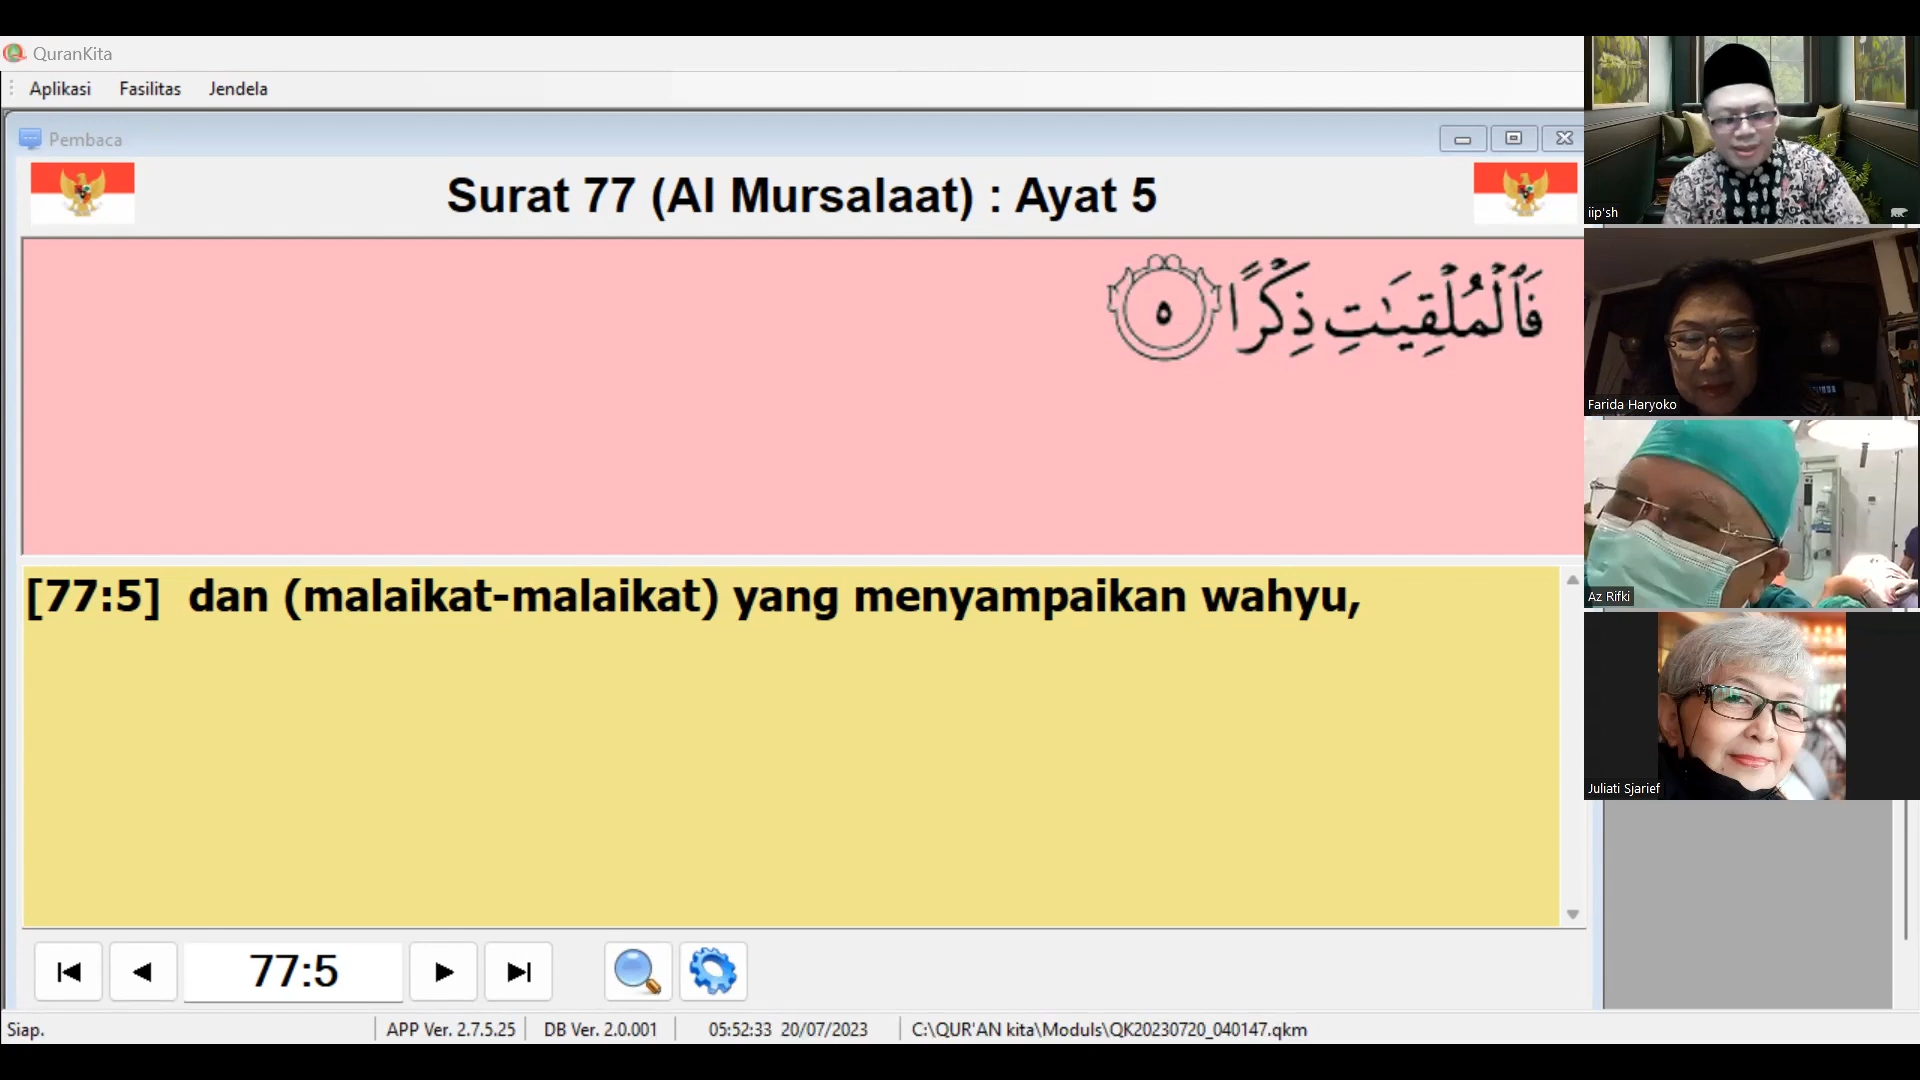 QuranKita
Aplikasi Fasilitas Jendela
Pembaca
Surat 77 (Al Mursalaat) : Ayat 5
فَٱلْمُلْقِيَـٰتِ ذِكْرًا ٥
[77:5] dan (malaikat-malaikat) yang menyampaikan wahyu,
77:5
Siap. APP Ver. 2.7.5.25 DB Ver. 2.0.001 05:52:33 20/07/2023 C:\QUR'AN kita\Moduls\QK20230720_040147.qkm
iip'sh
Farida Haryoko
Az Rifki
Juliati Sjarief